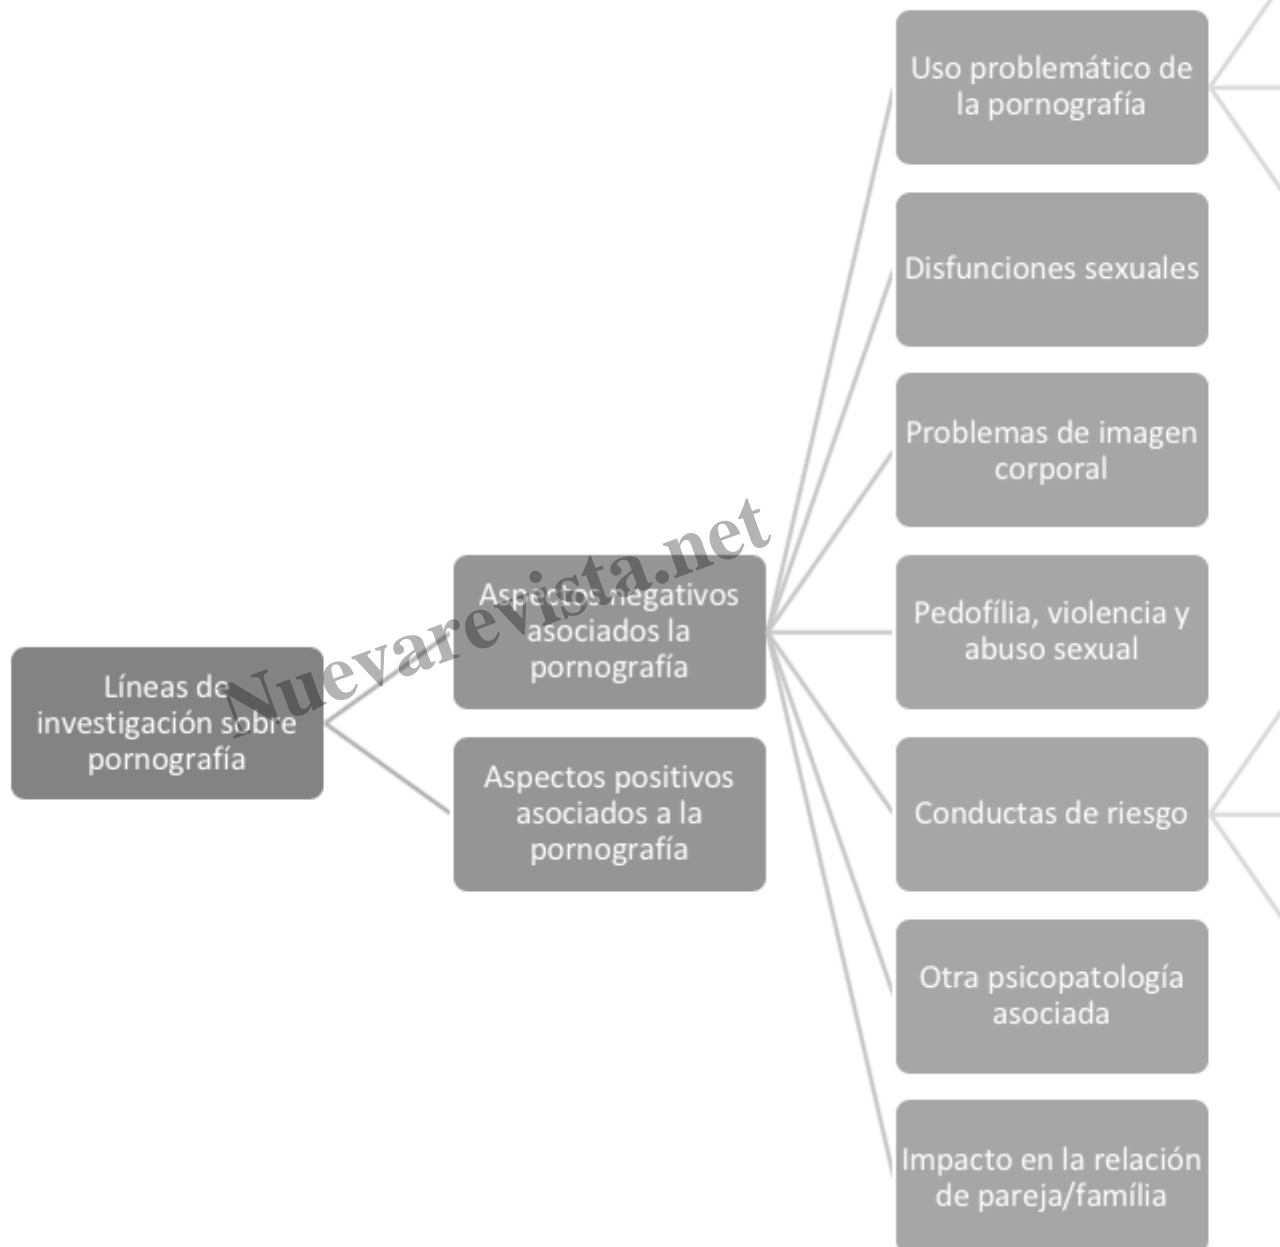 Líneas de
investigación sobre
pornografía
Aspectos negativos
asociados la
pornografía
Aspectos positivos
asociados a la
pornografía
Uso problemático de
la pornografía
Disfunciones sexuales
Problemas de imagen
corporal
Pedofília, violencia y
abuso sexual
Conductas de riesgo
Otra psicopatología
asociada
Impacto en la relación
de pareja/família
Nuevarevista.net